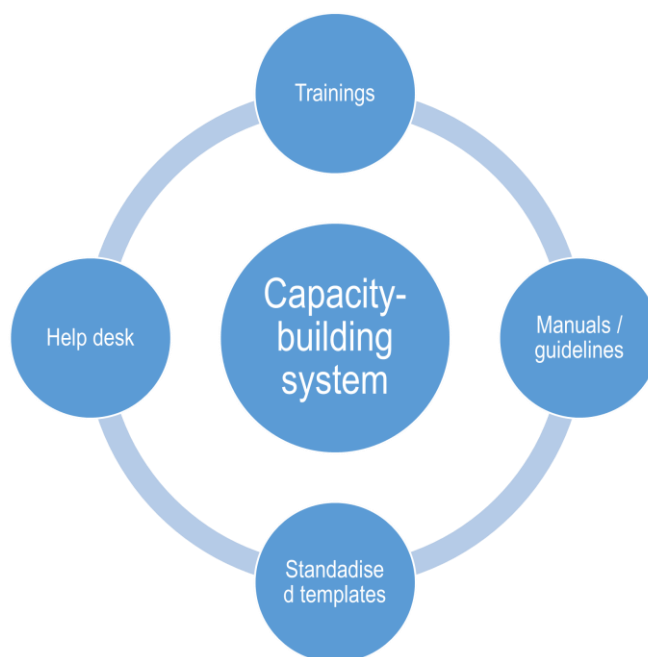 Trainings
Capacity-
building
system
Help desk
Manuals /
guidelines
Standadise
d templates